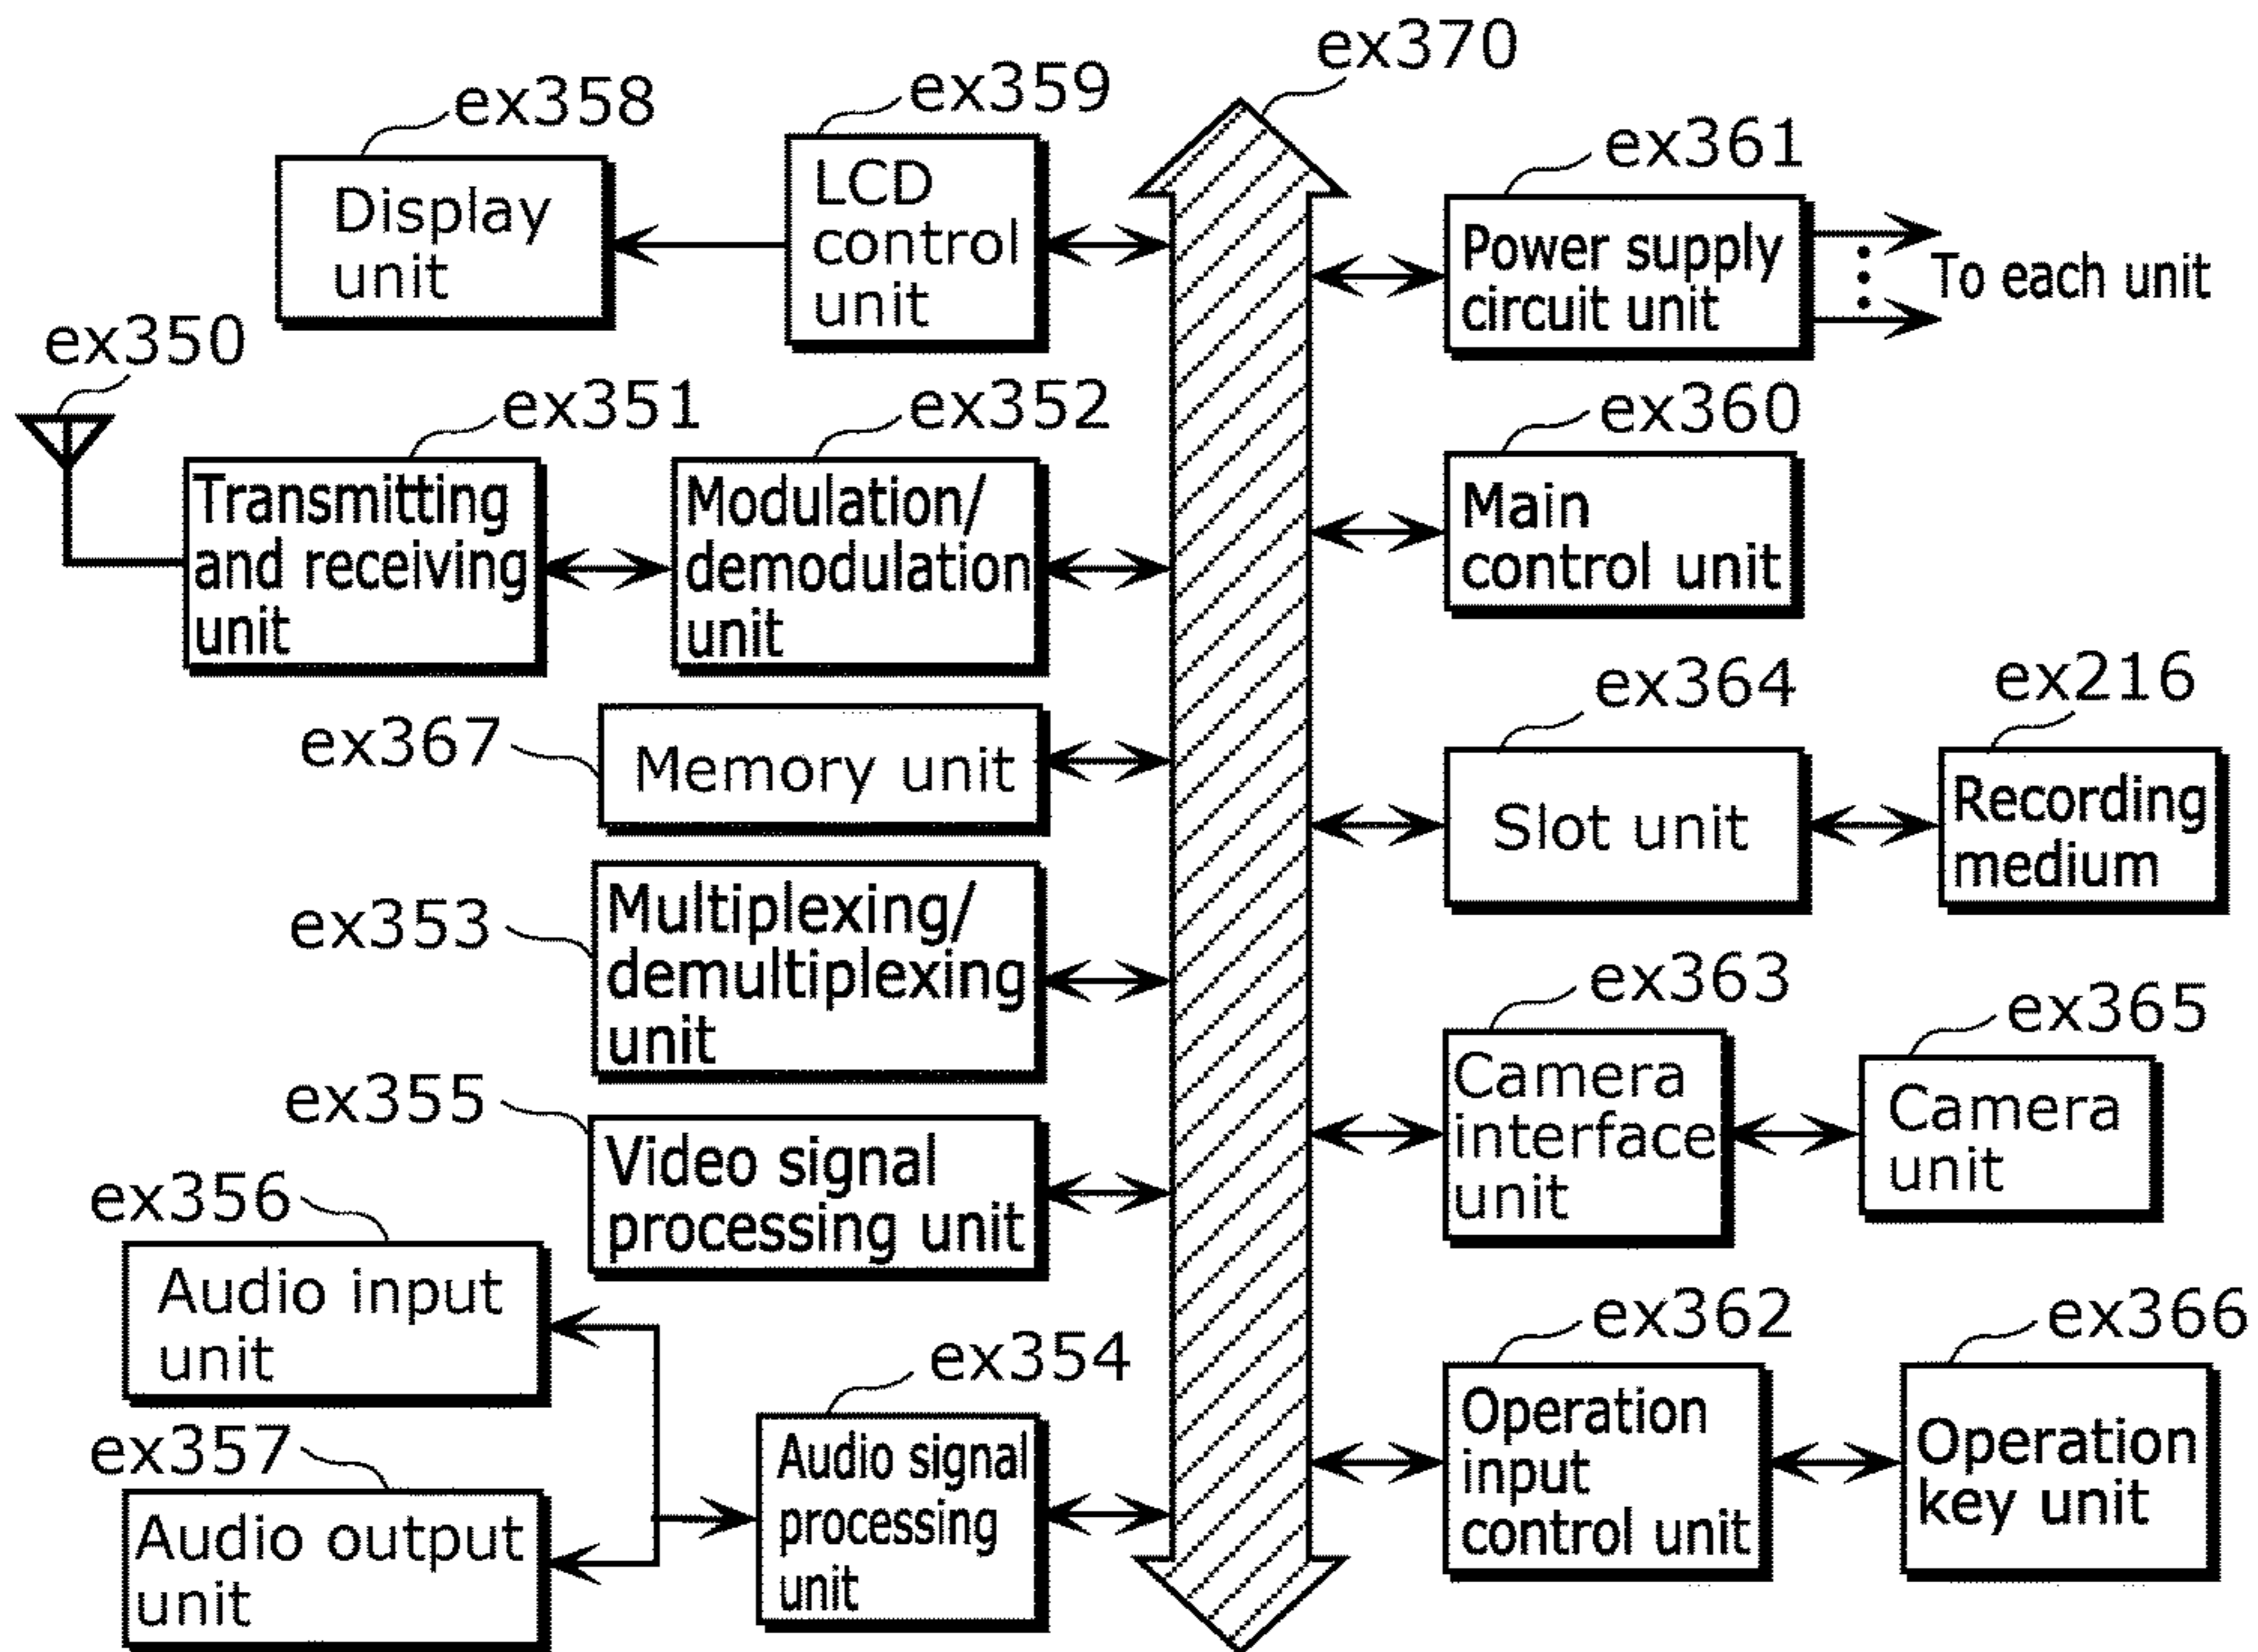 ex370
ex358
ex359
ex361
Display
unit
LCD
control
unit
Power supply
circuit unit
To each unit
ex350
ex351
ex352
ex360
Transmitting
and receiving
unit
Modulation/
demodulation
unit
Main
control unit
ex367
Memory unit
ex364
ex216
Slot unit
Recording
medium
ex353
Multiplexing/
demultiplexing
unit
ex363
ex365
Camera
interface
unit
Camera
unit
ex355
Video signal
processing unit
ex356
Audio input
unit
ex354
ex362
ex366
ex357
Audio output
unit
Audio signal
processing
unit
Operation
input
control unit
Operation
key unit